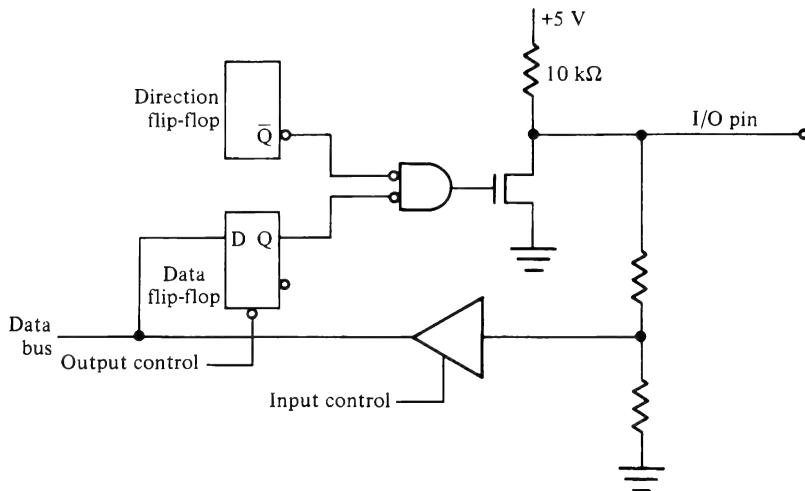 +5 V
10 kΩ
Direction
flip-flop
Q̅
I/O pin
D Q
Data
flip-flop
Data
bus
Output control
Input control